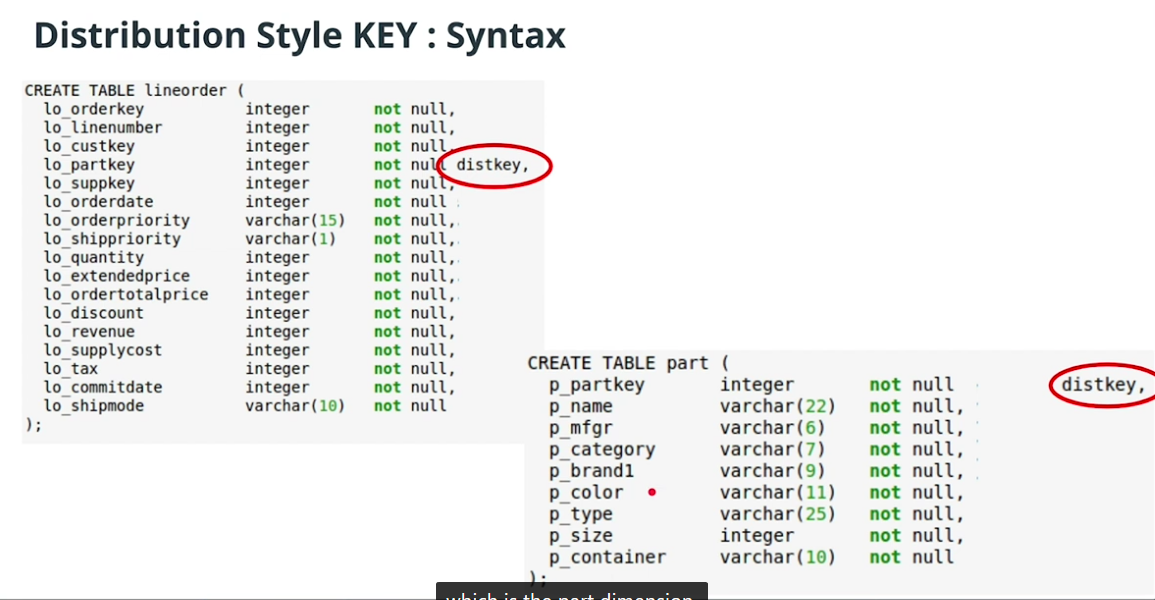 Distribution Style KEY : Syntax
CREATE TABLE lineorder (
lo_orderkey integer not null,
lo_linenumber integer not null,
lo_custkey integer not null,
lo_partkey integer not null distkey,
lo_suppkey integer not null,
lo_orderdate integer not null
lo_orderpriority varchar(15) not null,
lo_shippriority varchar(1) not null,
lo_quantity integer not null,
lo_extendedprice integer not null,
lo_ordertotalprice integer not null,
lo_discount integer not null,
lo_revenue integer not null,
lo_supplycost integer not null,
lo_tax integer not null,
lo_commitdate integer not null,
lo_shipmode varchar(10) not null
);
CREATE TABLE part (
p_partkey integer not null distkey,
p_name varchar(22) not null,
p_mfgr varchar(6) not null,
p_category varchar(7) not null,
p_brand1 varchar(9) not null,
p_color varchar(11) not null,
p_type varchar(25) not null,
p_size integer not null,
p_container varchar(10) not null
);
which is the part dimension